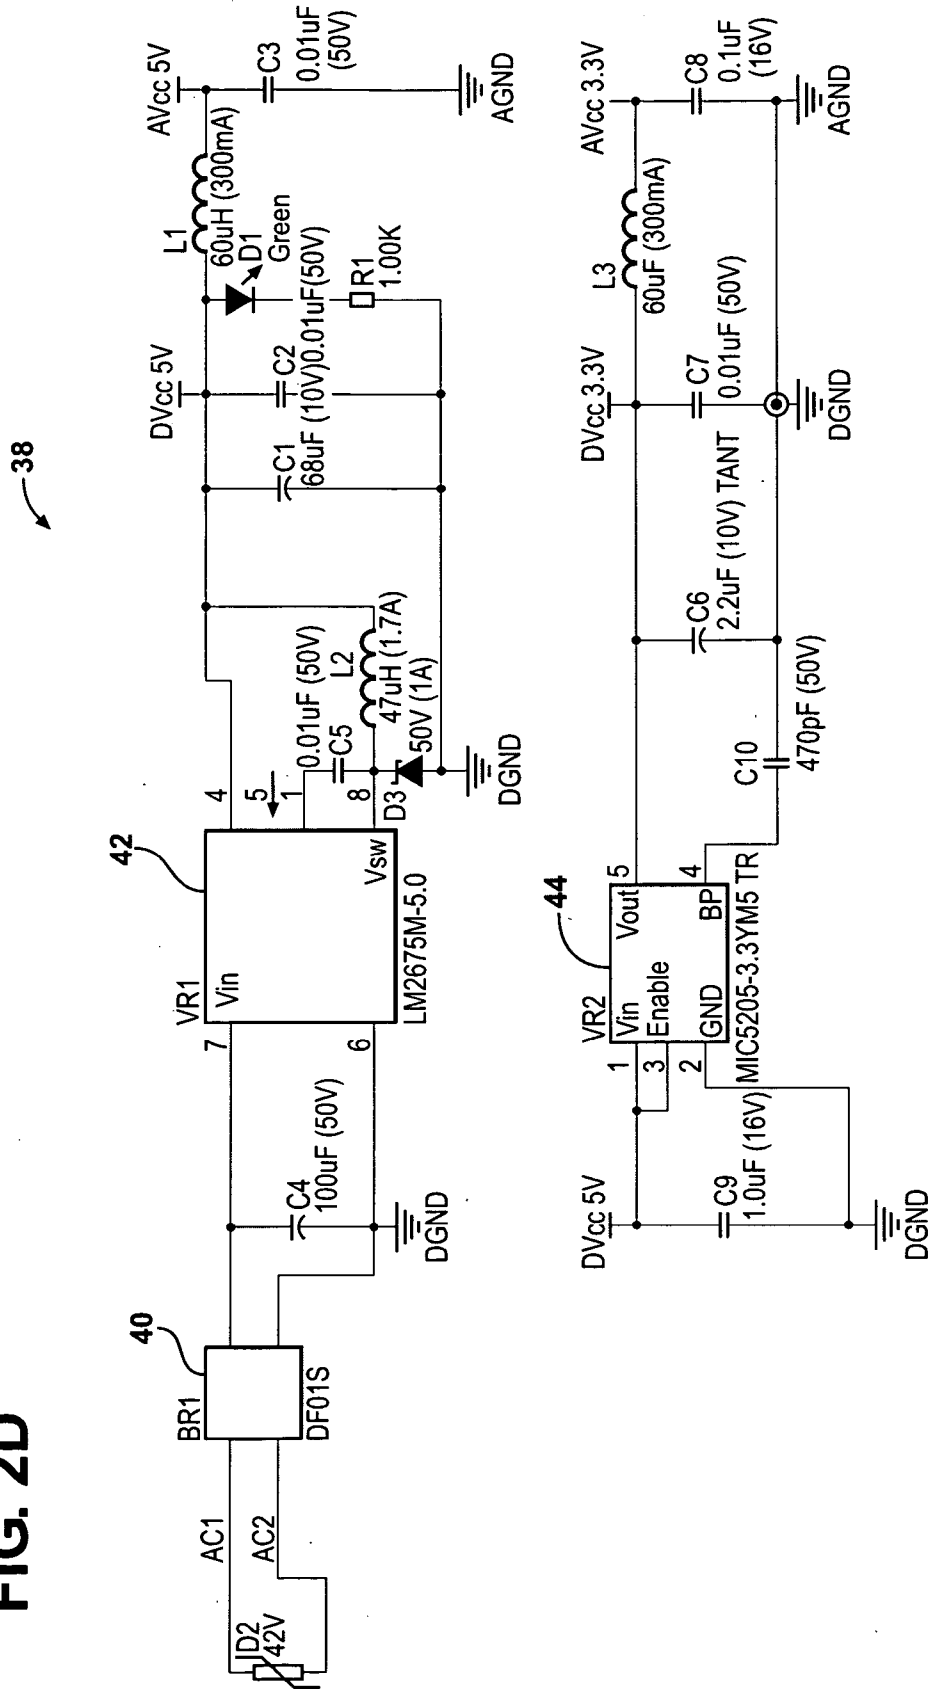 FIG. 2D
38
ID2
42V
AC1
AC2
BR1
40
DF01S
C4
100uF (50V)
DGND
7
6
VR1
42
Vin
Vsw
LM2675M-5.0
4
5
1
8
0.01uF (50V)
C5
D3
50V (1A)
L2
47uH (1.7A)
DGND
C1
68uF (10V)
DVcc 5V
C2
0.01uF(50V)
D1
Green
R1
1.00K
L1
60uH (300mA)
AVcc 5V
C3
0.01uF
(50V)
AGND
DVcc 5V
C9
1.0uF (16V)
DGND
1
3
2
VR2
44
Vin
Enable
GND
Vout
BP
MIC5205-3.3YM5 TR
5
4
C10
470pF (50V)
C6
2.2uF (10V) TANT
DVcc 3.3V
C7
0.01uF (50V)
DGND
L3
60uF (300mA)
AVcc 3.3V
C8
0.1uF
(16V)
AGND